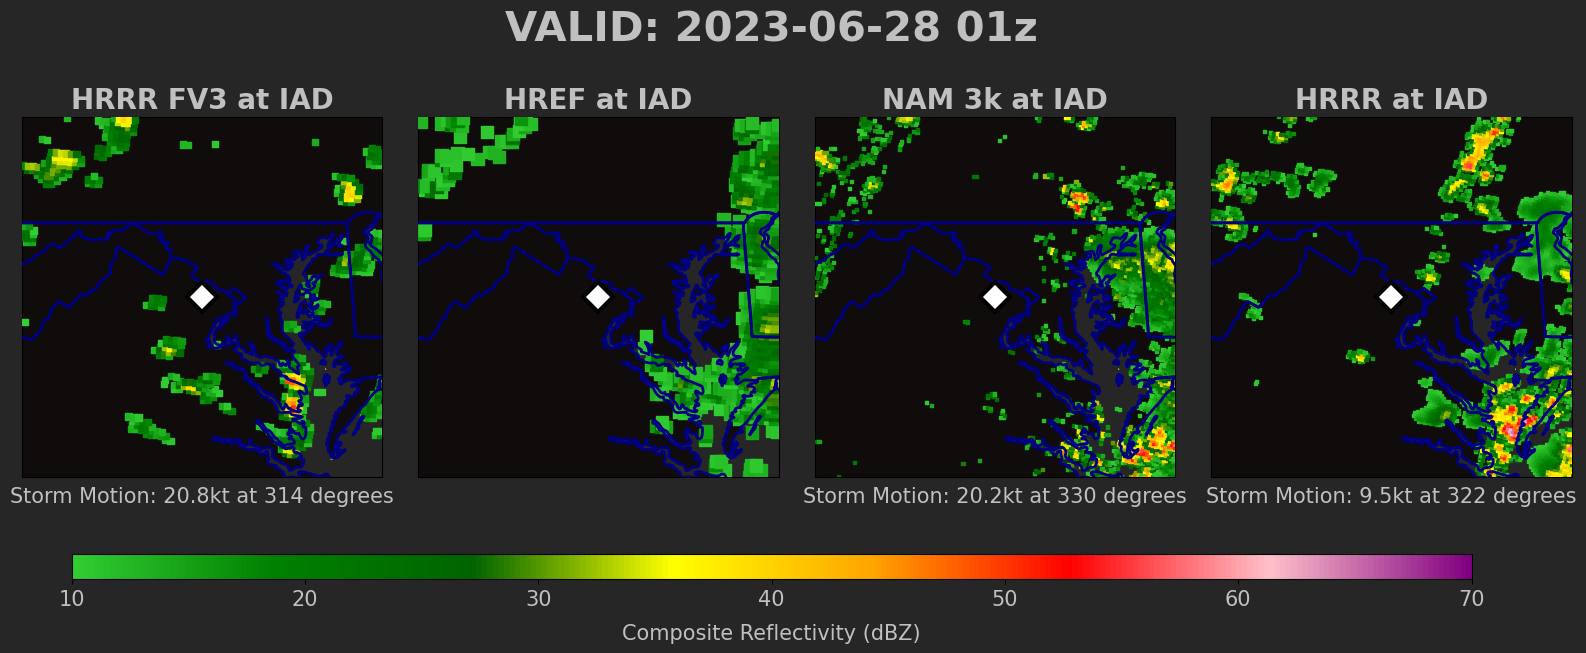 VALID: 2023-06-28 01z
HRRR FV3 at IAD
HREF at IAD
NAM 3k at IAD
HRRR at IAD
Storm Motion: 20.8kt at 314 degrees
Storm Motion: 20.2kt at 330 degrees
Storm Motion: 9.5kt at 322 degrees
10 20 30 40 50 60 70
Composite Reflectivity (dBZ)